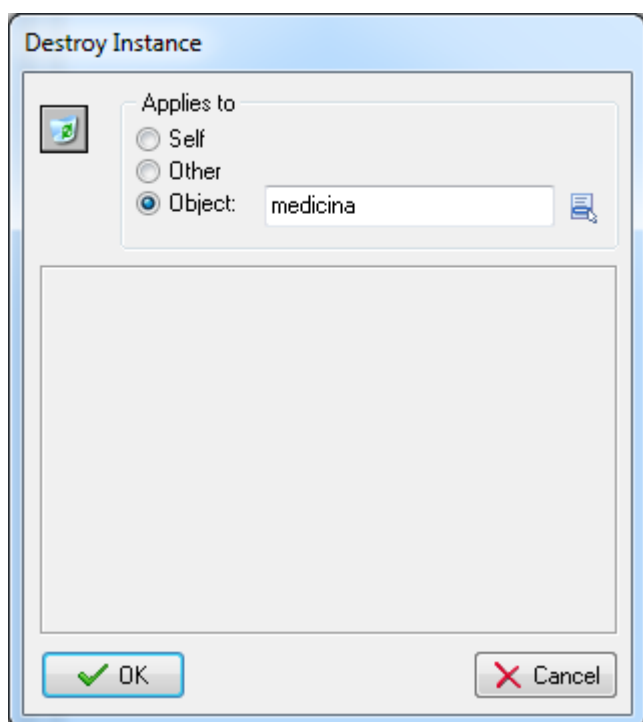 Destroy Instance
Applies to
Self
Other
Object: medicina
OK
Cancel